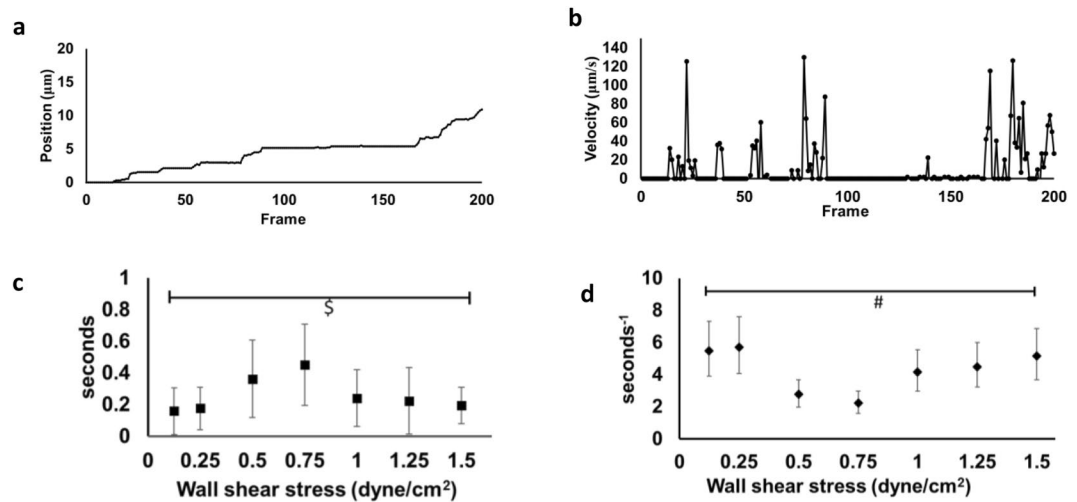 a
20
15
10
5
0
Position (μm)
0 50 100 150 200
Frame
b
140
120
100
80
60
40
20
0
Velocity (μm/s)
0 50 100 150 200
Frame
c
1
0.8
0.6
0.4
0.2
0
seconds
$
0 0.25 0.5 0.75 1 1.25 1.5
Wall shear stress (dyne/cm²)
d
10
8
6
4
2
0
seconds⁻¹
#
0 0.25 0.5 0.75 1 1.25 1.5
Wall shear stress (dyne/cm²)